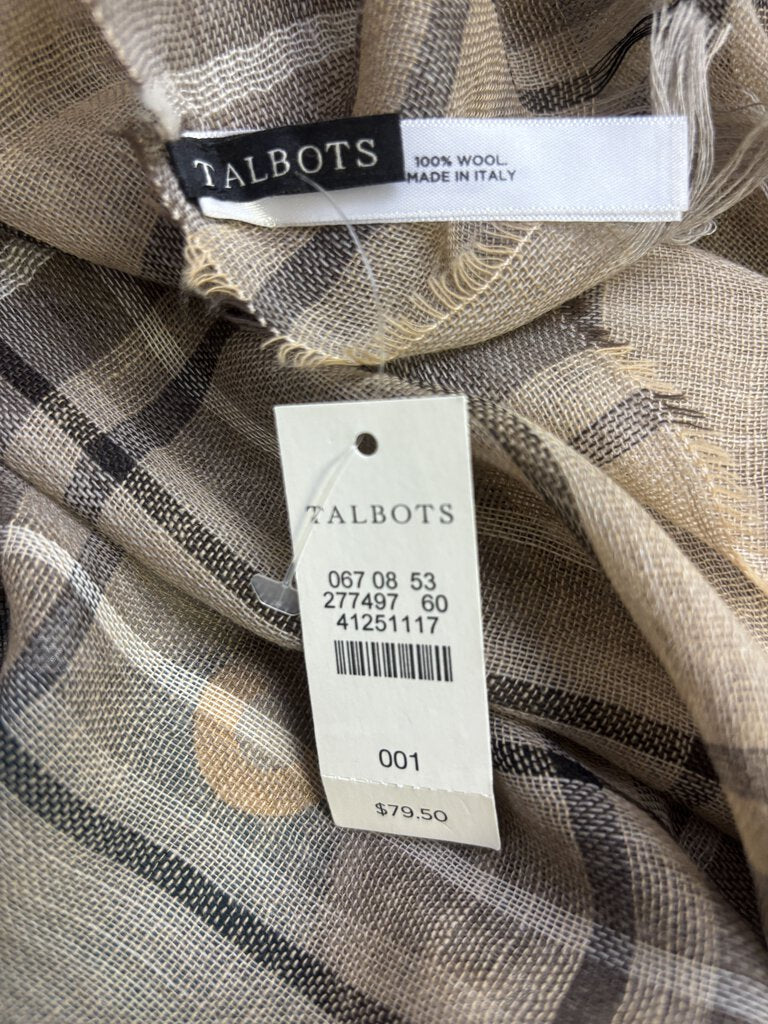 TALBOTS
100% WOOL.
MADE IN ITALY
TALBOTS
067 08 53
277497 60
41251117
001
$79.50